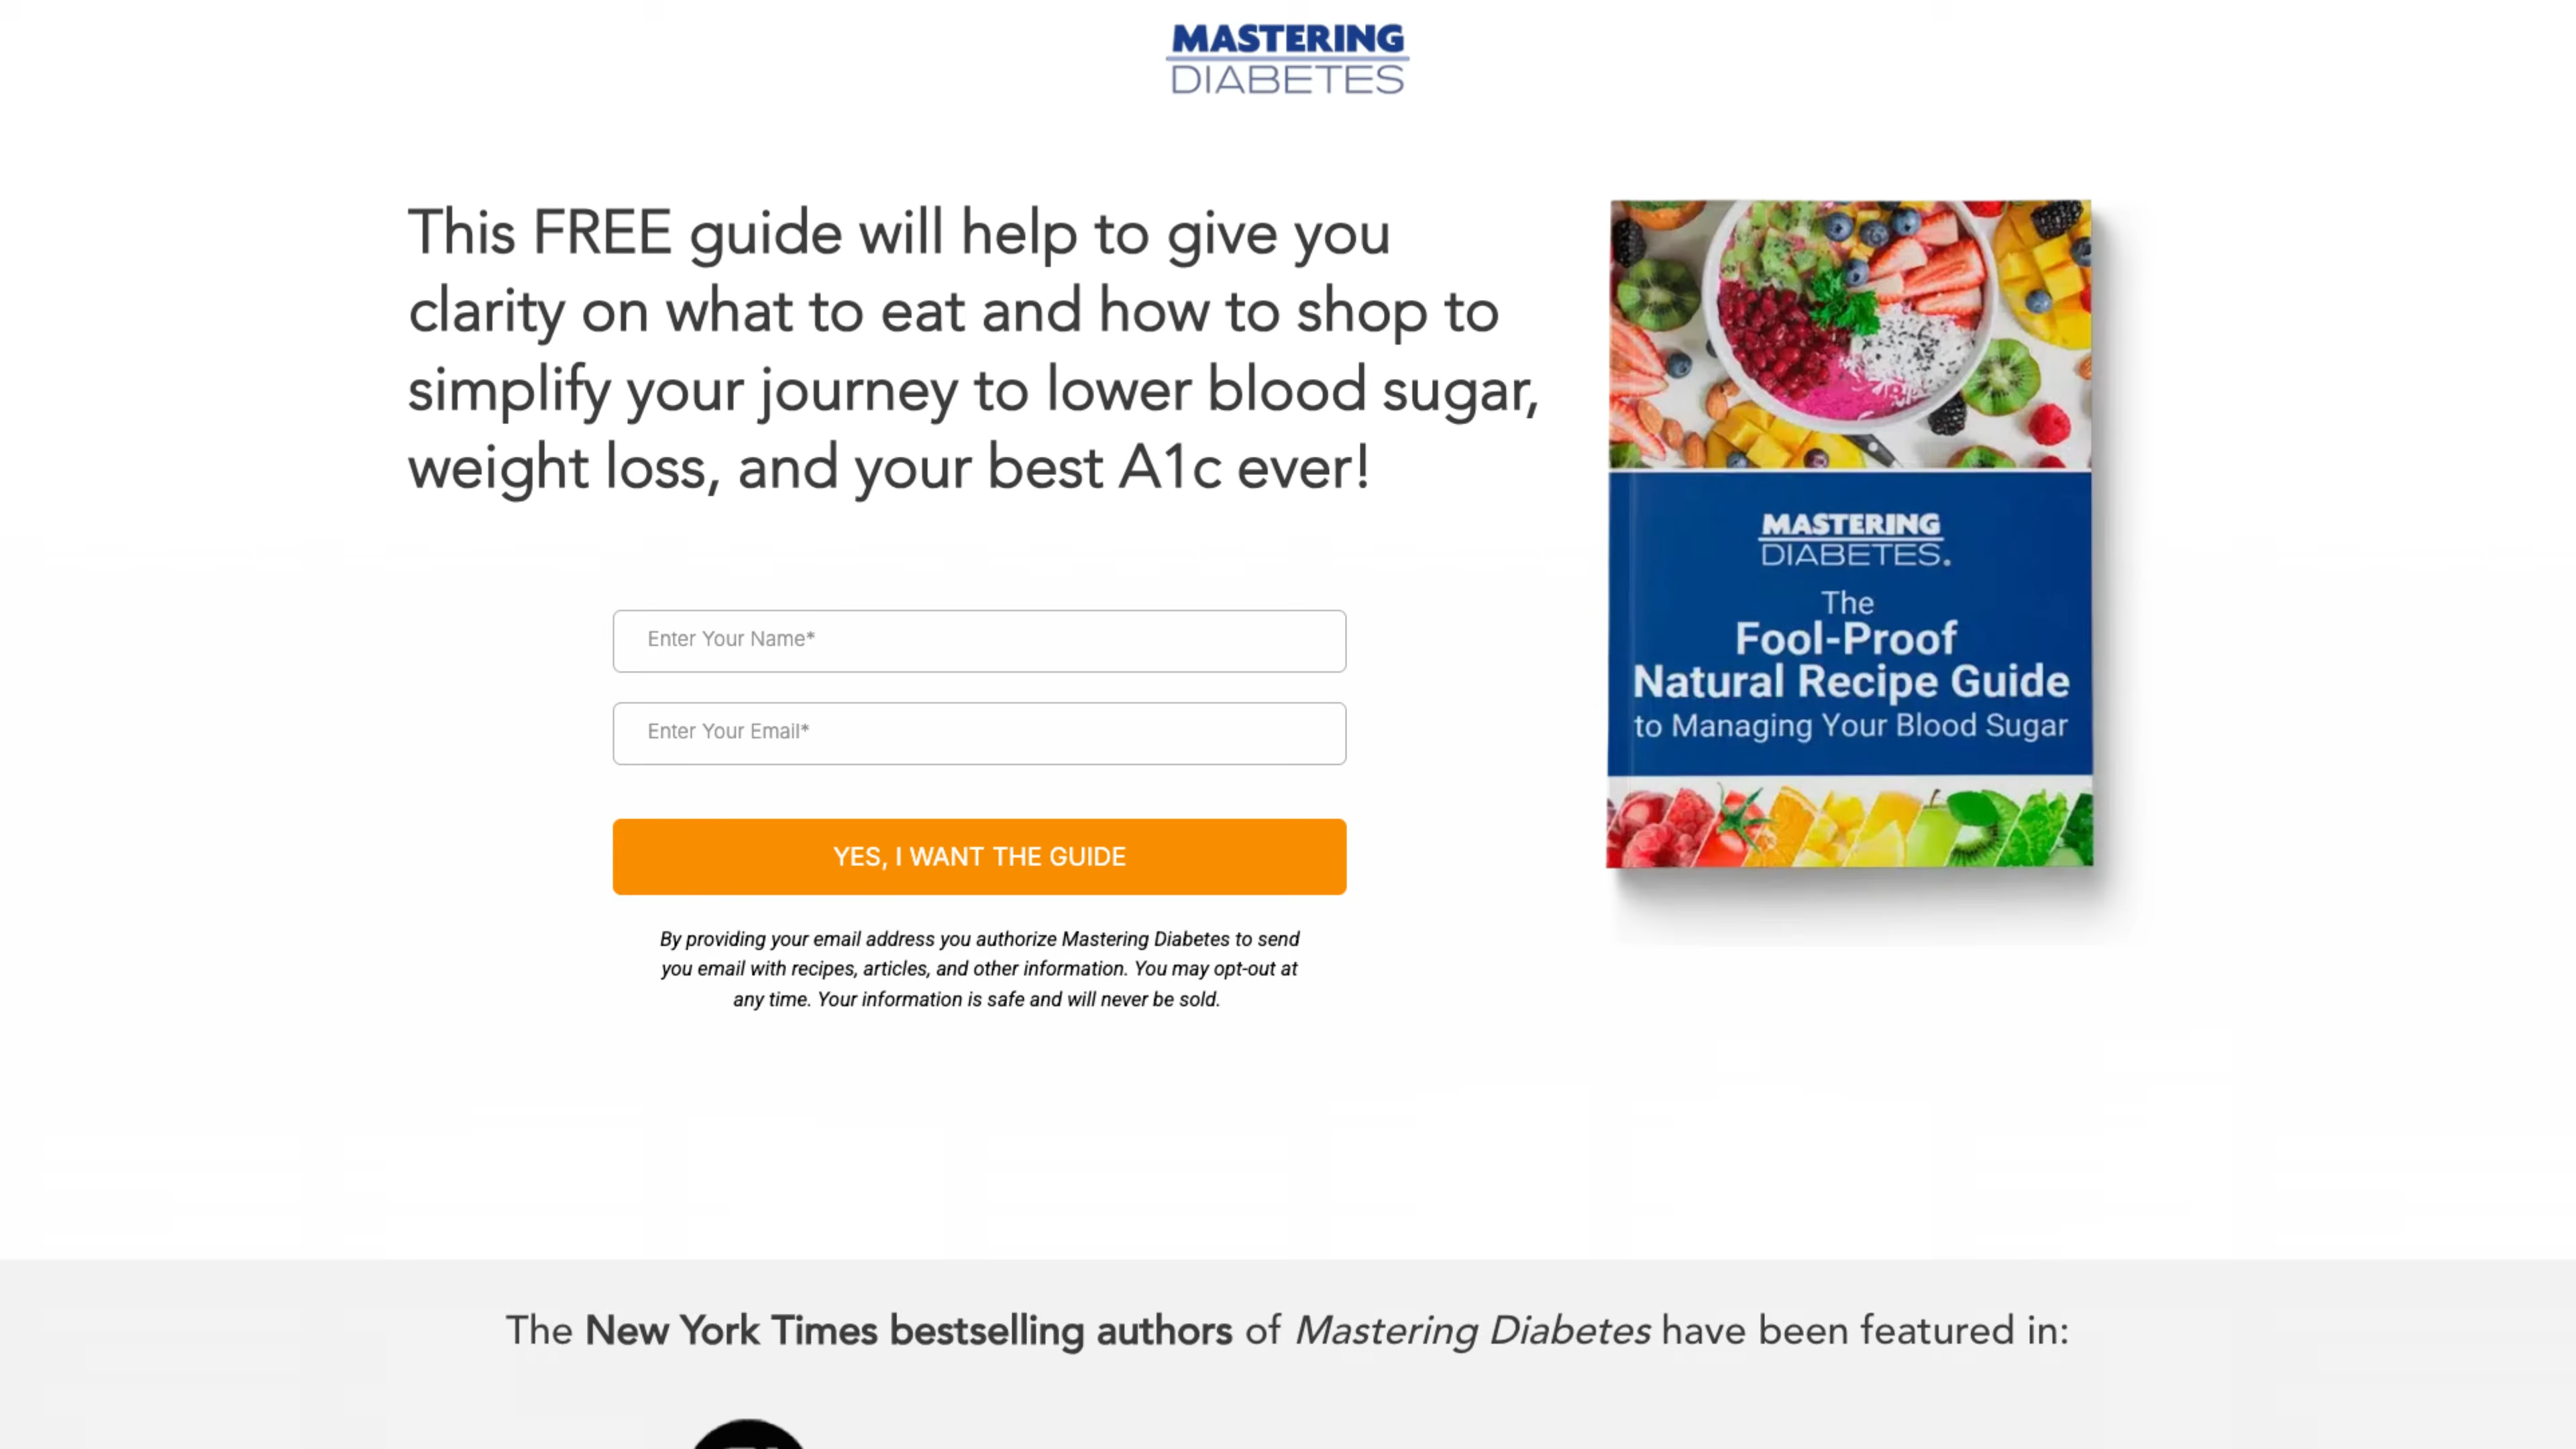 MASTERING
DIABETES
This FREE guide will help to give you
clarity on what to eat and how to shop to
simplify your journey to lower blood sugar,
weight loss, and your best A1c ever!
Enter Your Name*
Enter Your Email*
YES, I WANT THE GUIDE
By providing your email address you authorize Mastering Diabetes to send
you email with recipes, articles, and other information. You may opt-out at
any time. Your information is safe and will never be sold.
MASTERING
DIABETES.
The
Fool-Proof
Natural Recipe Guide
to Managing Your Blood Sugar
The New York Times bestselling authors of Mastering Diabetes have been featured in: